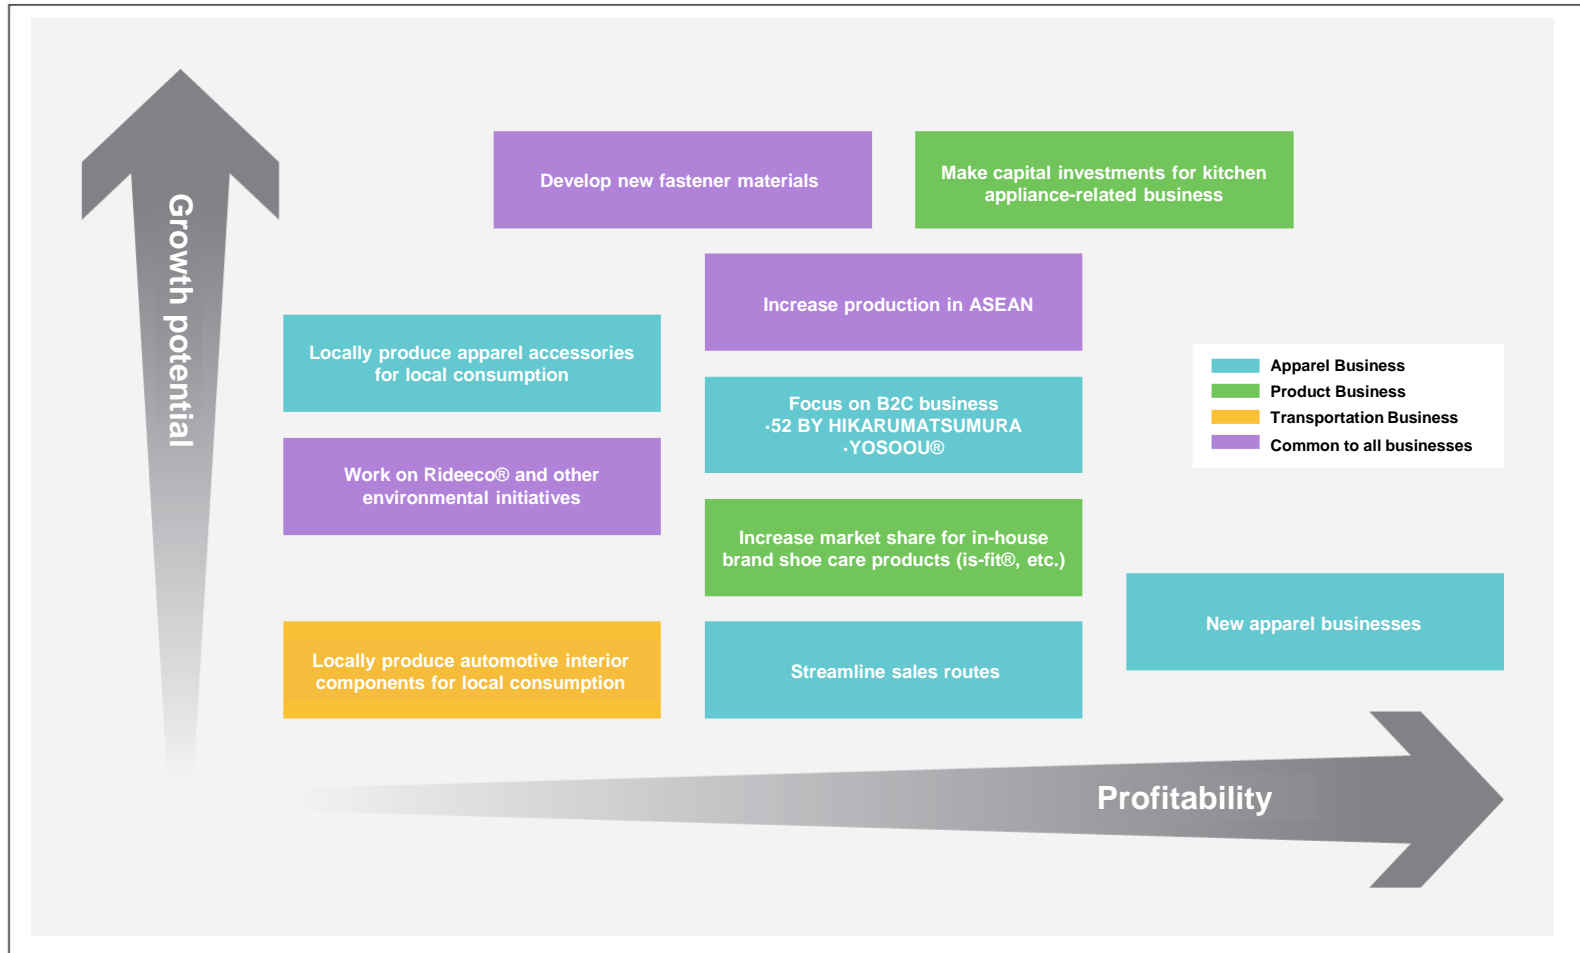 Growth potential
Develop new fastener materials
Make capital investments for kitchen
appliance-related business
Increase production in ASEAN
Locally produce apparel accessories
for local consumption
Focus on B2C business
·52 BY HIKARUMATSUMURA
·YOSOOU®
Work on Rideeco® and other
environmental initiatives
Increase market share for in-house
brand shoe care products (is-fit®, etc.)
New apparel businesses
Locally produce automotive interior
components for local consumption
Streamline sales routes
Apparel Business
Product Business
Transportation Business
Common to all businesses
Profitability